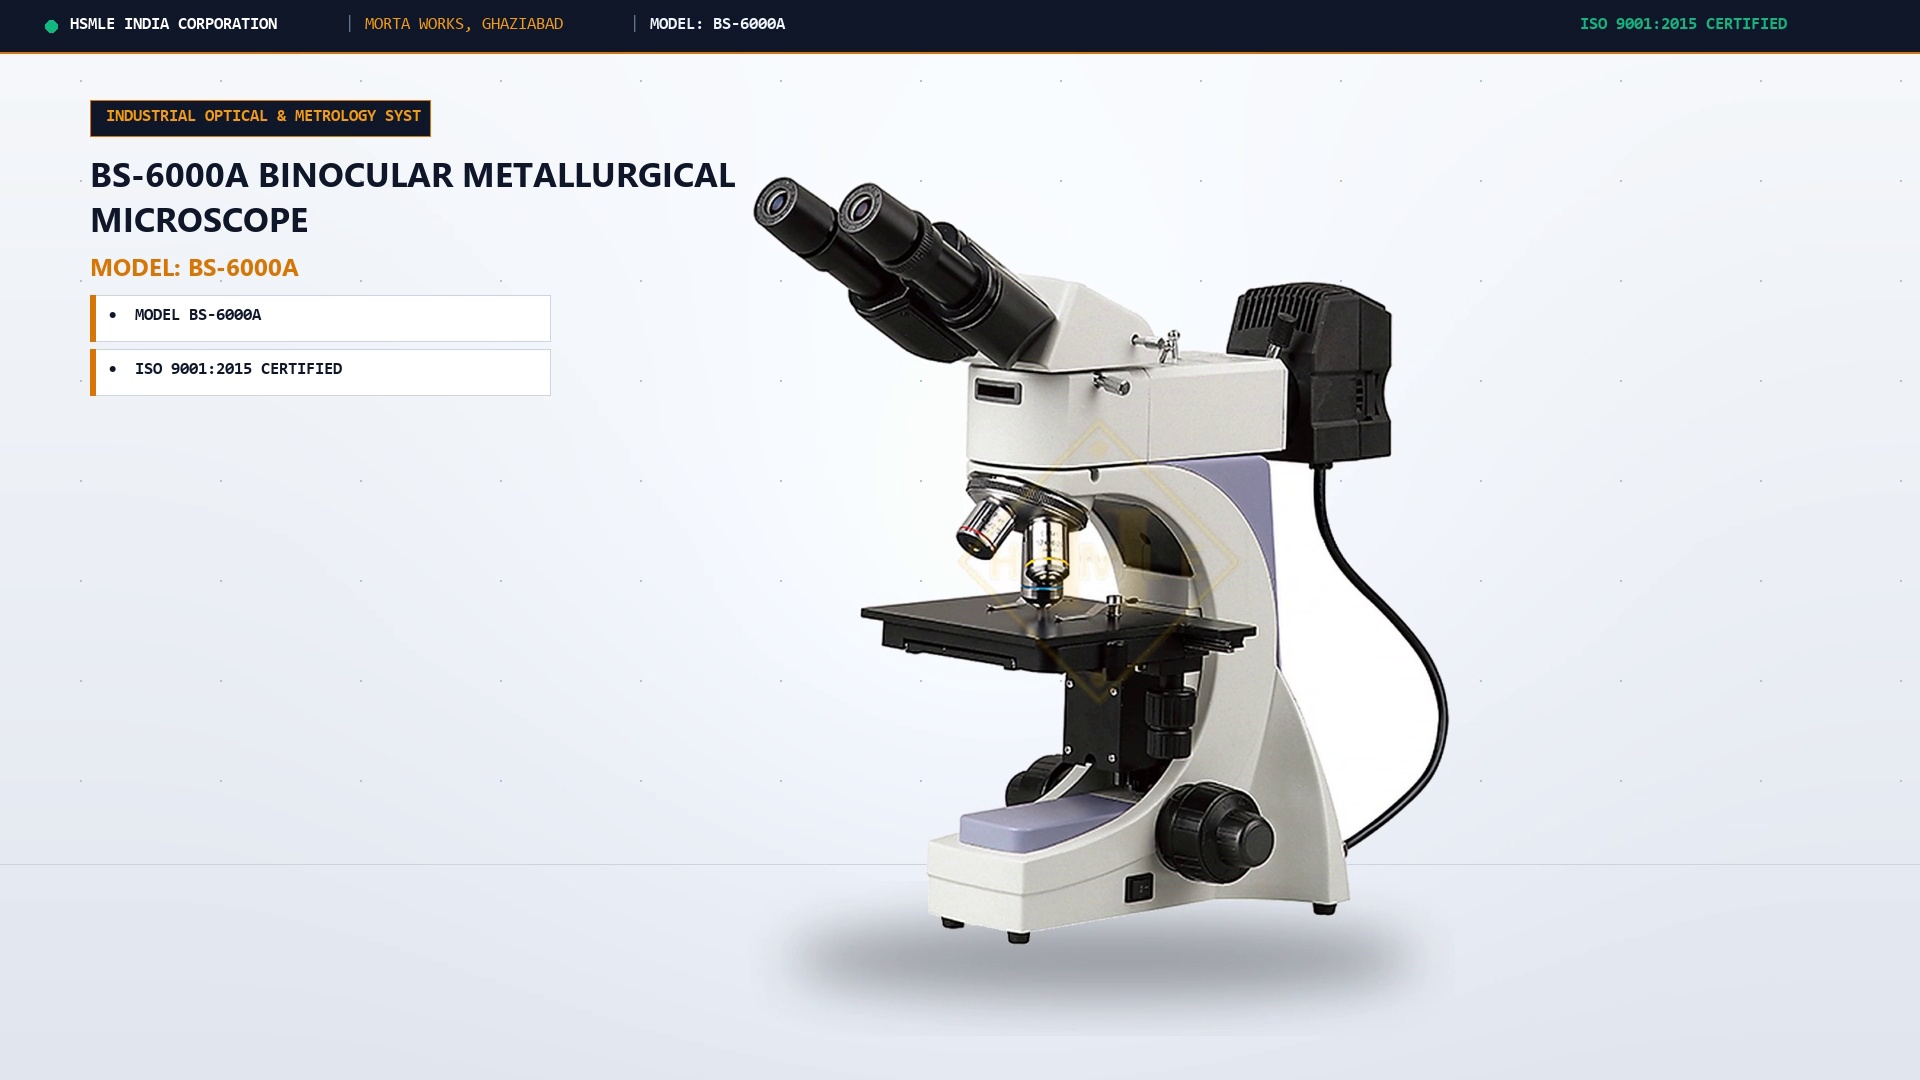 HSMLE INDIA CORPORATION
MORTA WORKS, GHAZIABAD
MODEL: BS-6000A
ISO 9001:2015 CERTIFIED
INDUSTRIAL OPTICAL & METROLOGY SYST
BS-6000A BINOCULAR METALLURGICAL
MICROSCOPE
MODEL: BS-6000A
• MODEL BS-6000A
• ISO 9001:2015 CERTIFIED